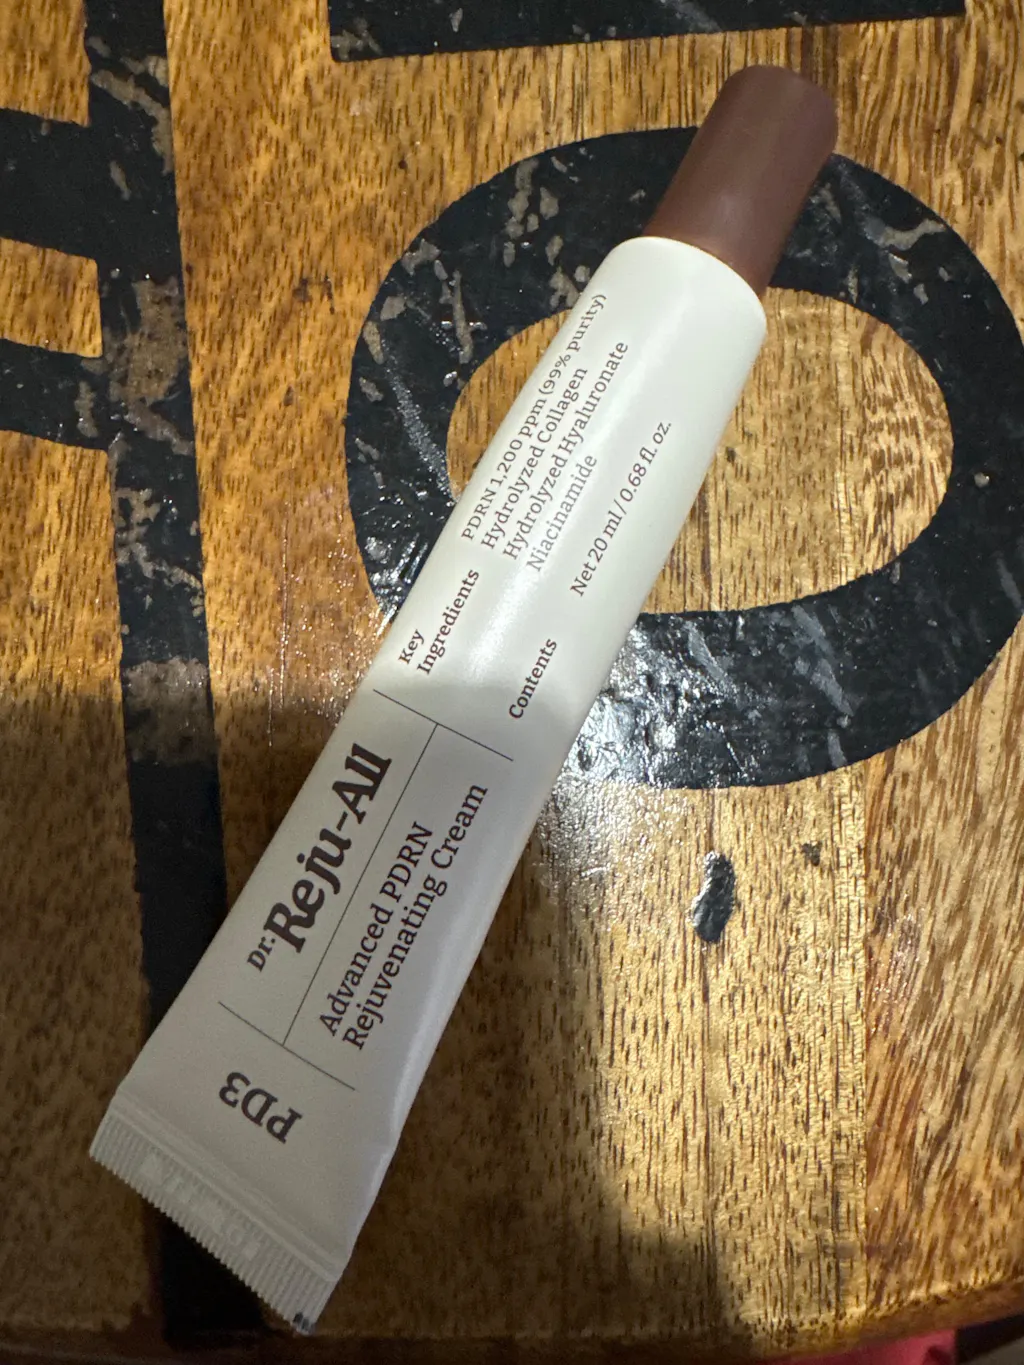 PD3
Dr. Reju-All
Advanced PDRN
Rejuvenating Cream
Key
Ingredients
PDRN 1,200 ppm (99% purity)
Hydrolyzed Collagen
Hydrolyzed Hyaluronate
Niacinamide
Contents
Net 20 ml / 0.68 fl. oz.